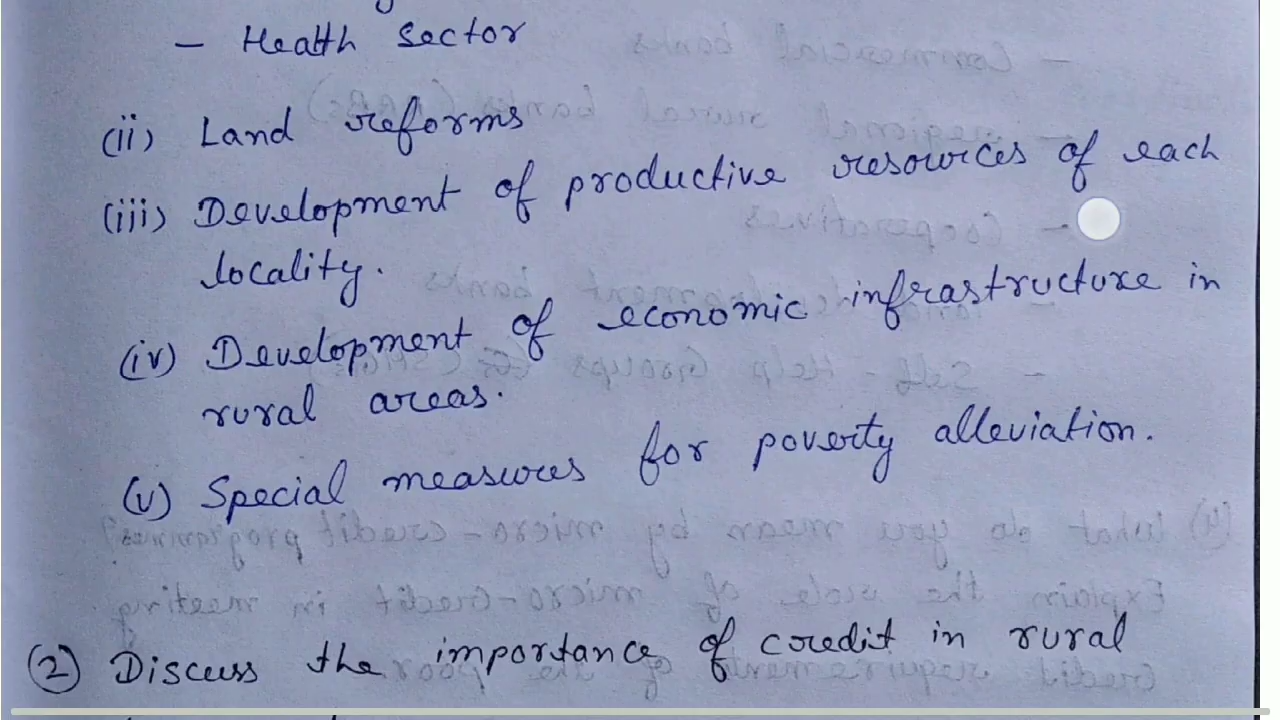 - Health sector
(ii) Land reforms
(iii) Development of productive resources of each
locality.
(iv) Development of economic infrastructure in
rural areas.
(v) Special measures for poverty alleviation.
(2) Discuss the importance of credit in rural